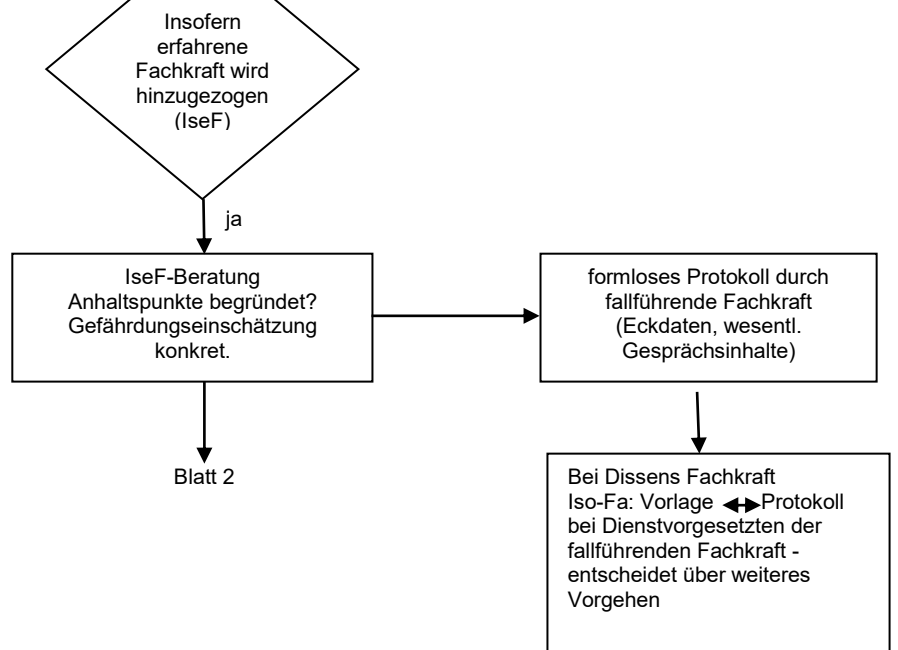 Insofern
erfahrene
Fachkraft wird
hinzugezogen
(IseF)
ja
IseF-Beratung
Anhaltspunkte begründet?
Gefährdungseinschätzung
konkret.
formloses Protokoll durch
fallführende Fachkraft
(Eckdaten, wesentl.
Gesprächsinhalte)
Blatt 2
Bei Dissens Fachkraft
Iso-Fa: Vorlage Protokoll
bei Dienstvorgesetzten der
fallführenden Fachkraft -
entscheidet über weiteres
Vorgehen